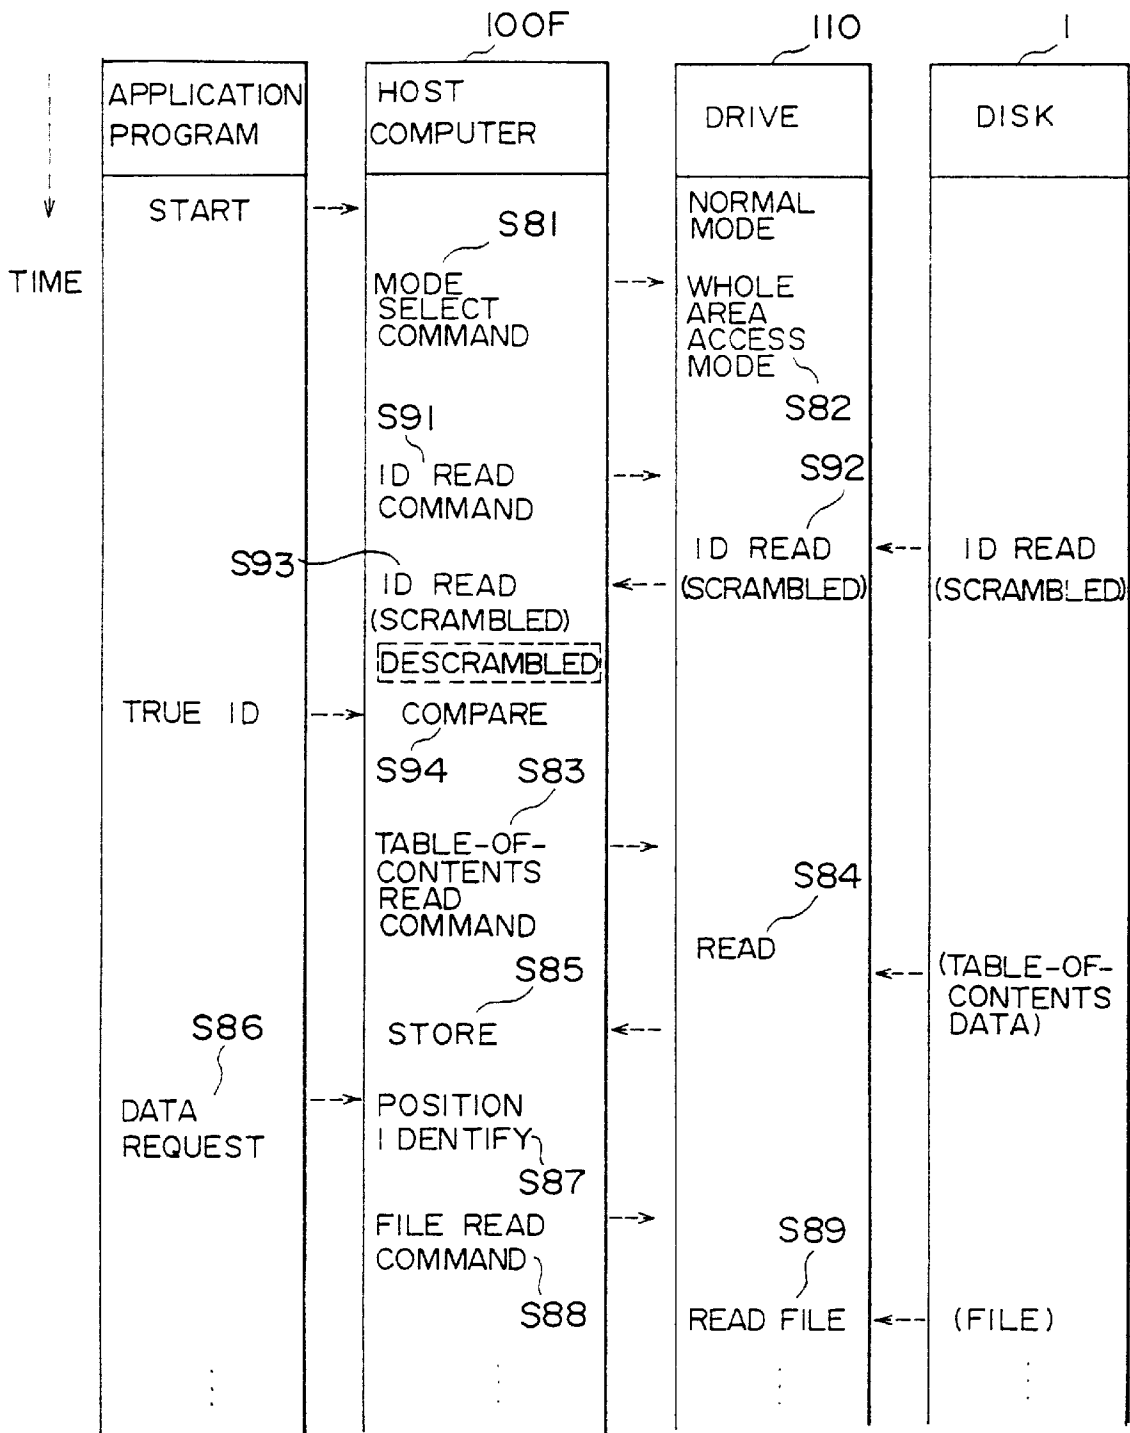 100F
110
1
APPLICATION
PROGRAM
HOST
COMPUTER
DRIVE
DISK
START
NORMAL
MODE
S81
TIME
MODE
SELECT
COMMAND
WHOLE
AREA
ACCESS
MODE
S82
S91
ID READ
COMMAND
S92
ID READ
(SCRAMBLED)
ID READ
(SCRAMBLED)
S93
ID READ
(SCRAMBLED)
DESCRAMBLED
TRUE ID
COMPARE
S94
S83
TABLE-OF-
CONTENTS
READ
COMMAND
S84
READ
(TABLE-OF-
CONTENTS
DATA)
S85
STORE
S86
DATA
REQUEST
POSITION
IDENTIFY
S87
FILE READ
COMMAND
S88
S89
READ FILE
(FILE)